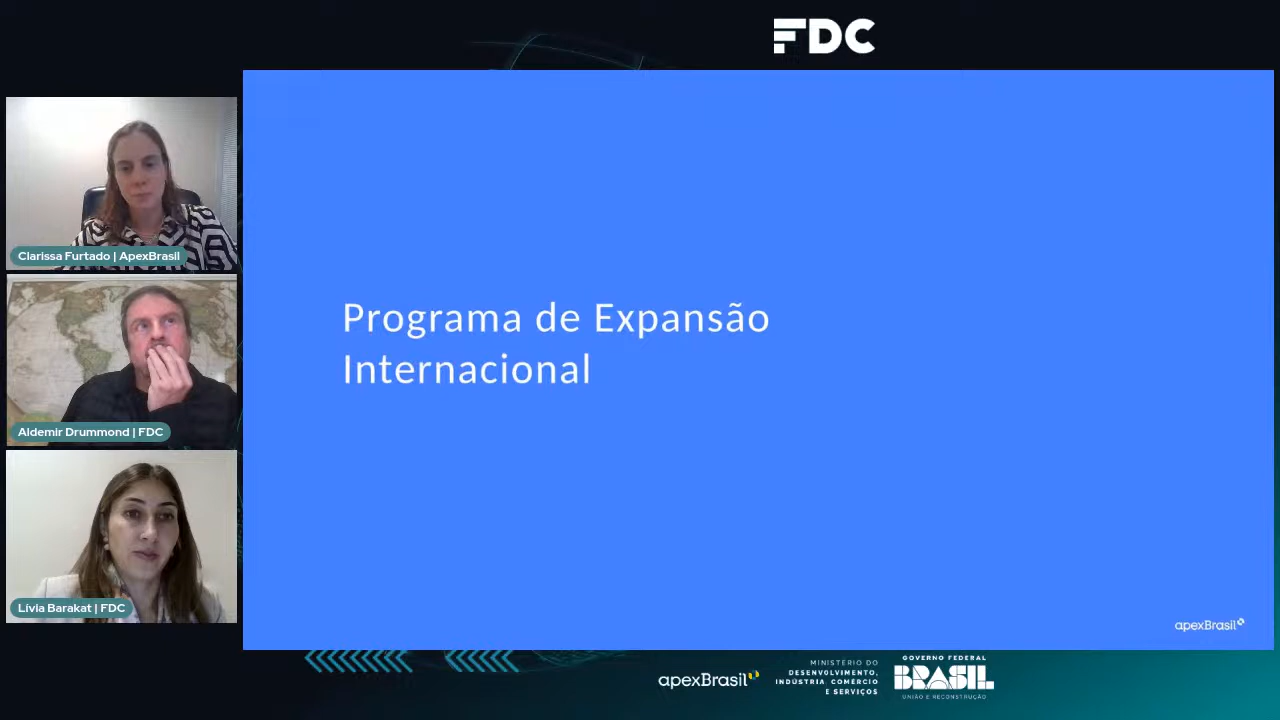 FDC
Clarissa Furtado | ApexBrasil
Aldemir Drummond | FDC
Lívia Barakat | FDC
Programa de Expansão
Internacional
apexBrasil
apexBrasil
MINISTÉRIO DO
DESENVOLVIMENTO,
INDÚSTRIA, COMÉRCIO
E SERVIÇOS
GOVERNO FEDERAL
BRASIL
UNIÃO E RECONSTRUÇÃO